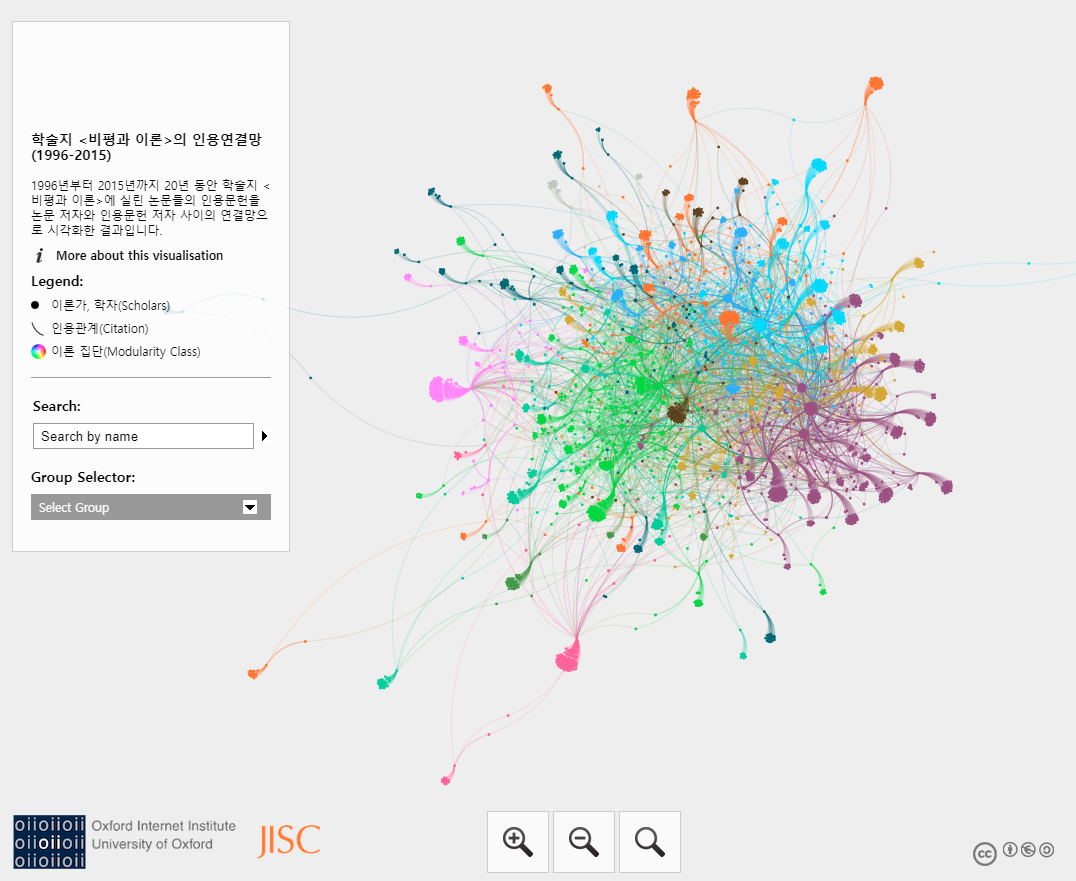 학술지 <비평과 이론>의 인용연결망
(1996-2015)
1996년부터 2015년까지 20년 동안 학술지 <
비평과 이론>에 실린 논문들의 인용문헌을
논문 저자와 인용문헌 저자 사이의 연결망으
로 시각화한 결과입니다.
i More about this visualisation
Legend:
이론가, 학자(Scholars)
인용관계(Citation)
이론 집단(Modularity Class)
Search:
Search by name
Group Selector:
Select Group
oiioiioii
oiioiioii
oiioiioii
Oxford Internet Institute
University of Oxford
JISC
cc